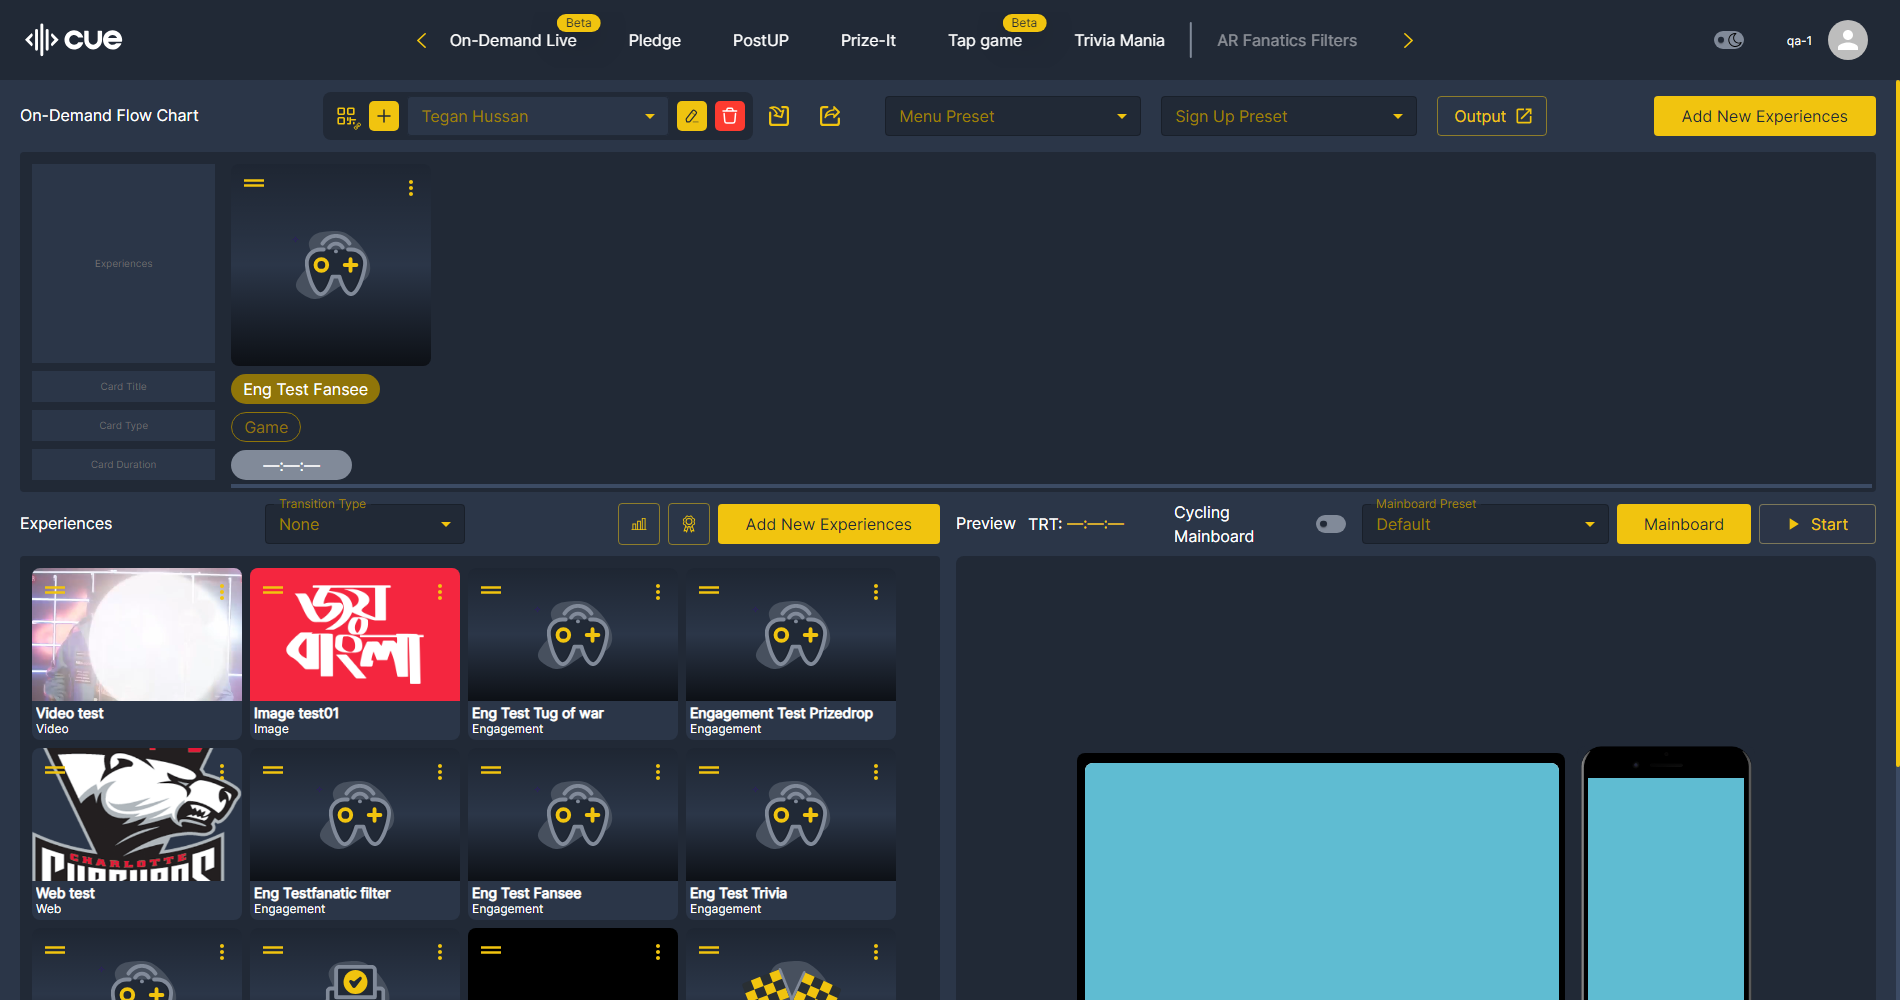 cue
Beta
Beta
On-Demand Live
Pledge
PostUP
Prize-It
Tap game
Trivia Mania
AR Fanatics Filters
qa-1
On-Demand Flow Chart
Tegan Hussan
Menu Preset
Sign Up Preset
Output
Add New Experiences
Experiences
Card Title
Eng Test Fansee
Card Type
Game
Card Duration
—:—:—
Experiences
Transition Type
None
Add New Experiences
Preview
TRT: —:—:—
Cycling
Mainboard
Mainboard Preset
Default
Mainboard
Start
জয়
বাংলা
Video test
Video
Image test01
Image
Eng Test Tug of war
Engagement
Engagement Test Prizedrop
Engagement
CHARLOTTE
Web test
Web
Eng Testfanatic filter
Engagement
Eng Test Fansee
Engagement
Eng Test Trivia
Engagement